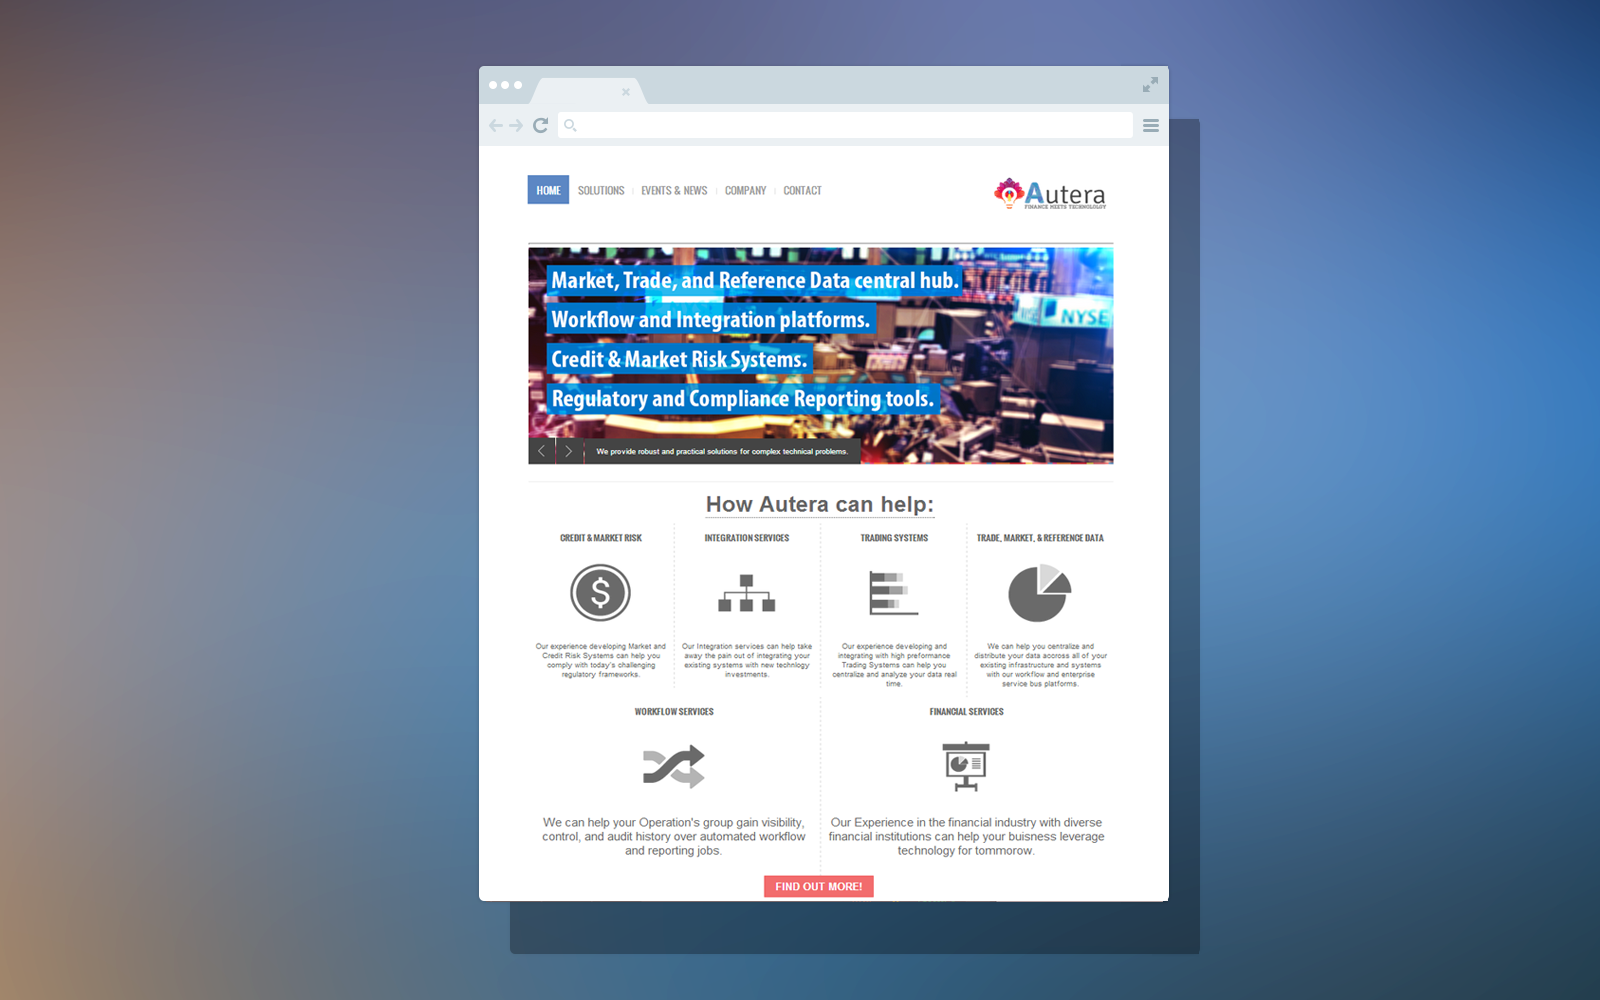 HOME SOLUTIONS EVENTS & NEWS COMPANY CONTACT
Autera
FINANCE MEETS TECHNOLOLOGY
Market, Trade, and Reference Data central hub.
Workflow and Integration platforms.
NYSE
Credit & Market Risk Systems.
Regulatory and Compliance Reporting tools.
We provide robust and practical solutions for complex technical problems.
How Autera can help:
CREDIT & MARKET RISK
Our experience developing Market and
Credit Risk Systems can help you
comply with today's challenging
regulatory frameworks.
INTEGRATION SERVICES
Our Integration services can help take
away the pain out of integrating your
existing systems with new technlogy
investments.
TRADING SYSTEMS
Our experience developing and
integrating with high preformance
Trading Systems can help you
centralize and analyze your data real
time.
TRADE, MARKET, & REFERENCE DATA
We can help you centralize and
distribute your data accross all of your
existing infrastructure and systems
with our workflow and enterprise
service bus platforms.
WORKFLOW SERVICES
We can help your Operation's group gain visibility,
control, and audit history over automated workflow
and reporting jobs.
FINANCIAL SERVICES
Our Experience in the financial industry with diverse
financial institutions can help your buisness leverage
technology for tommorow.
FIND OUT MORE!